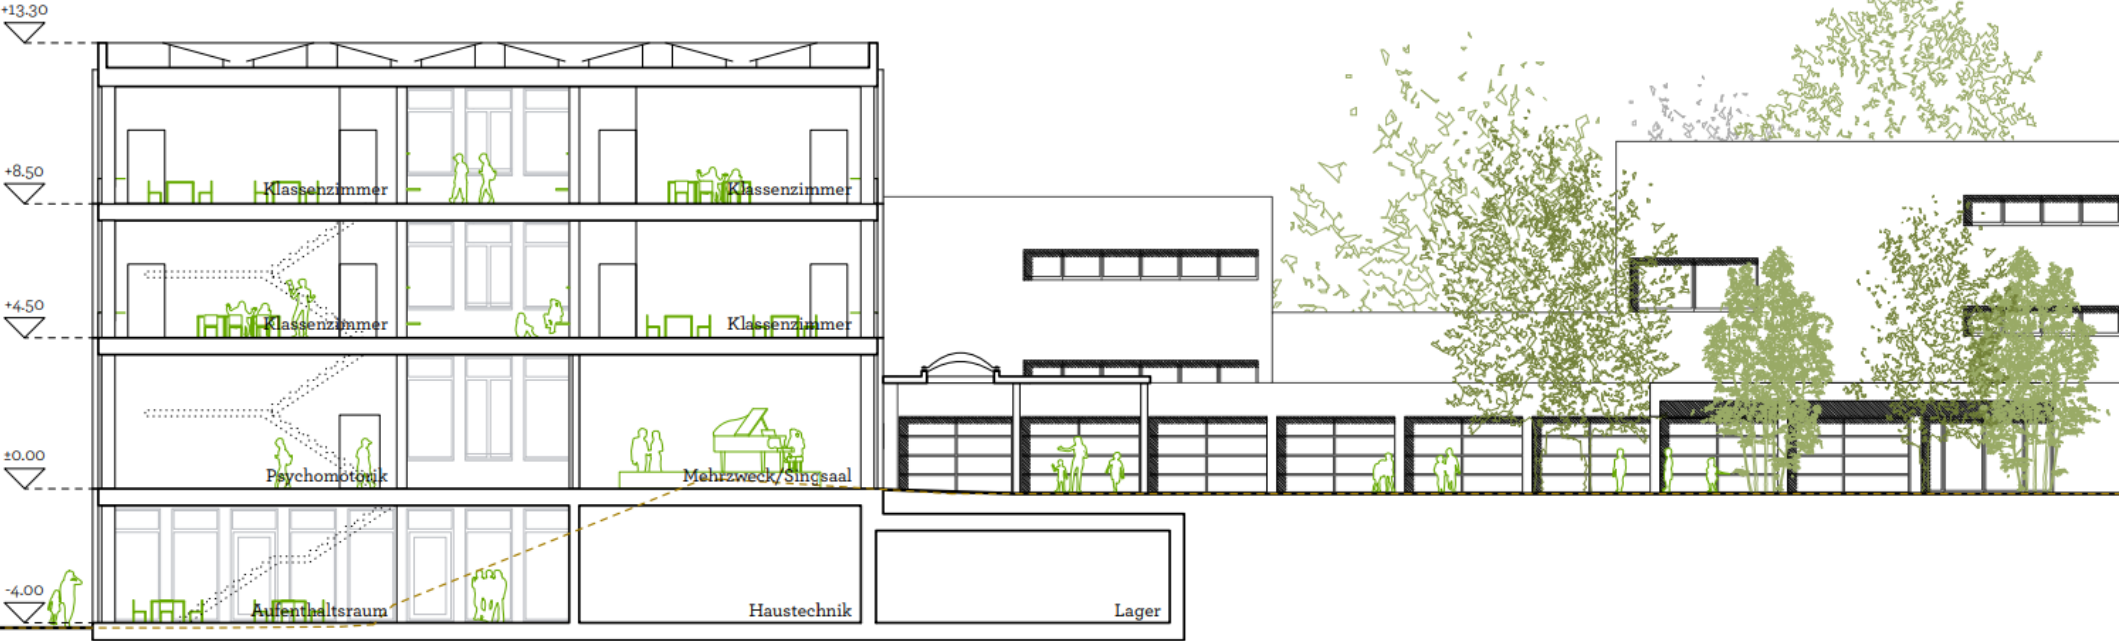 +13.30
+8.50
Klassenzimmer
Klassenzimmer
+4.50
Klassenzimmer
Klassenzimmer
±0.00
Psychomotorik
Mehrzweck/Singsaal
-4.00
Aufenthaltsraum
Haustechnik
Lager